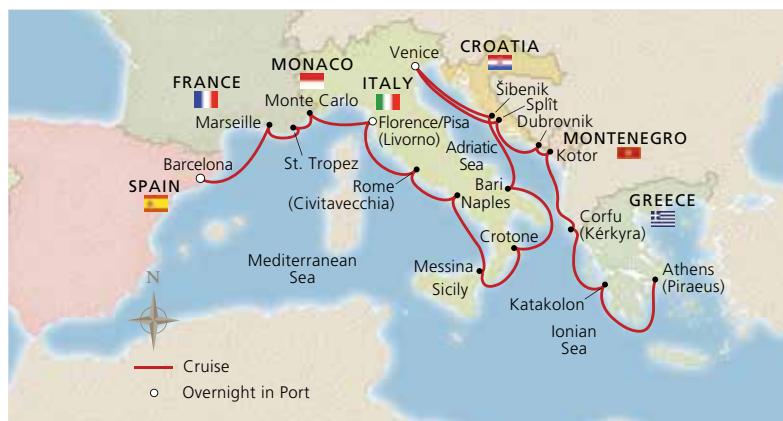 Venice
CROATIA
MONACO
Šibenik
FRANCE
ITALY
Split
Monte Carlo
Dubrovnik
Marseille
Florence/Pisa
(Livorno)
MONTENEGRO
Adriatic
Sea
Kotor
Barcelona
St. Tropez
SPAIN
Rome
(Civitavecchia)
Bari
Naples
GREECE
Corfu
(Kérkyra)
Crotone
Mediterranean
Sea
Messina
Athens
(Piraeus)
N
Sicily
Katakolon
Ionian
Sea
Cruise
Overnight in Port